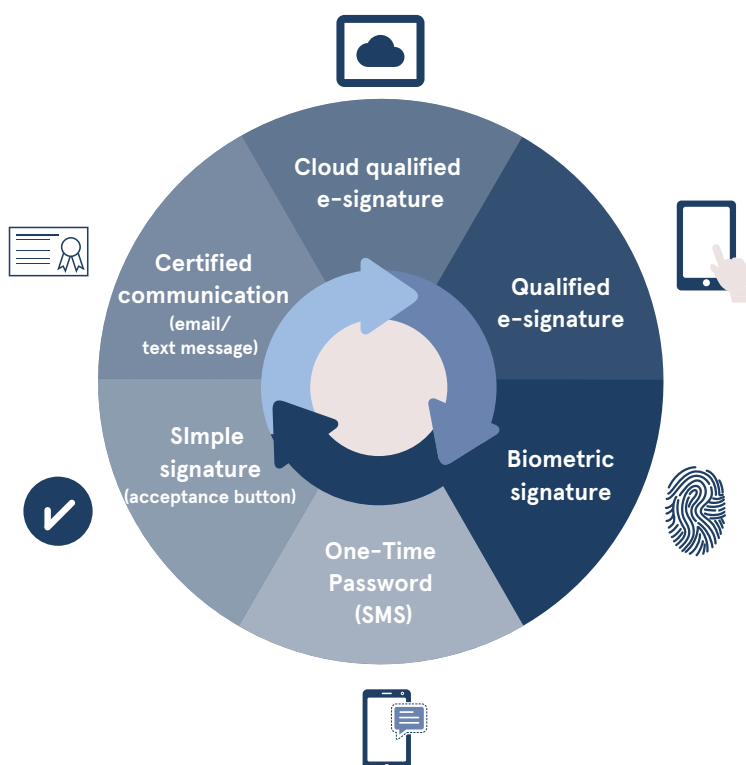 Cloud qualified
e-signature
Qualified
e-signature
Biometric
signature
One-Time
Password
(SMS)
SImple
signature
(acceptance button)
Certified
communication
(email/
text message)